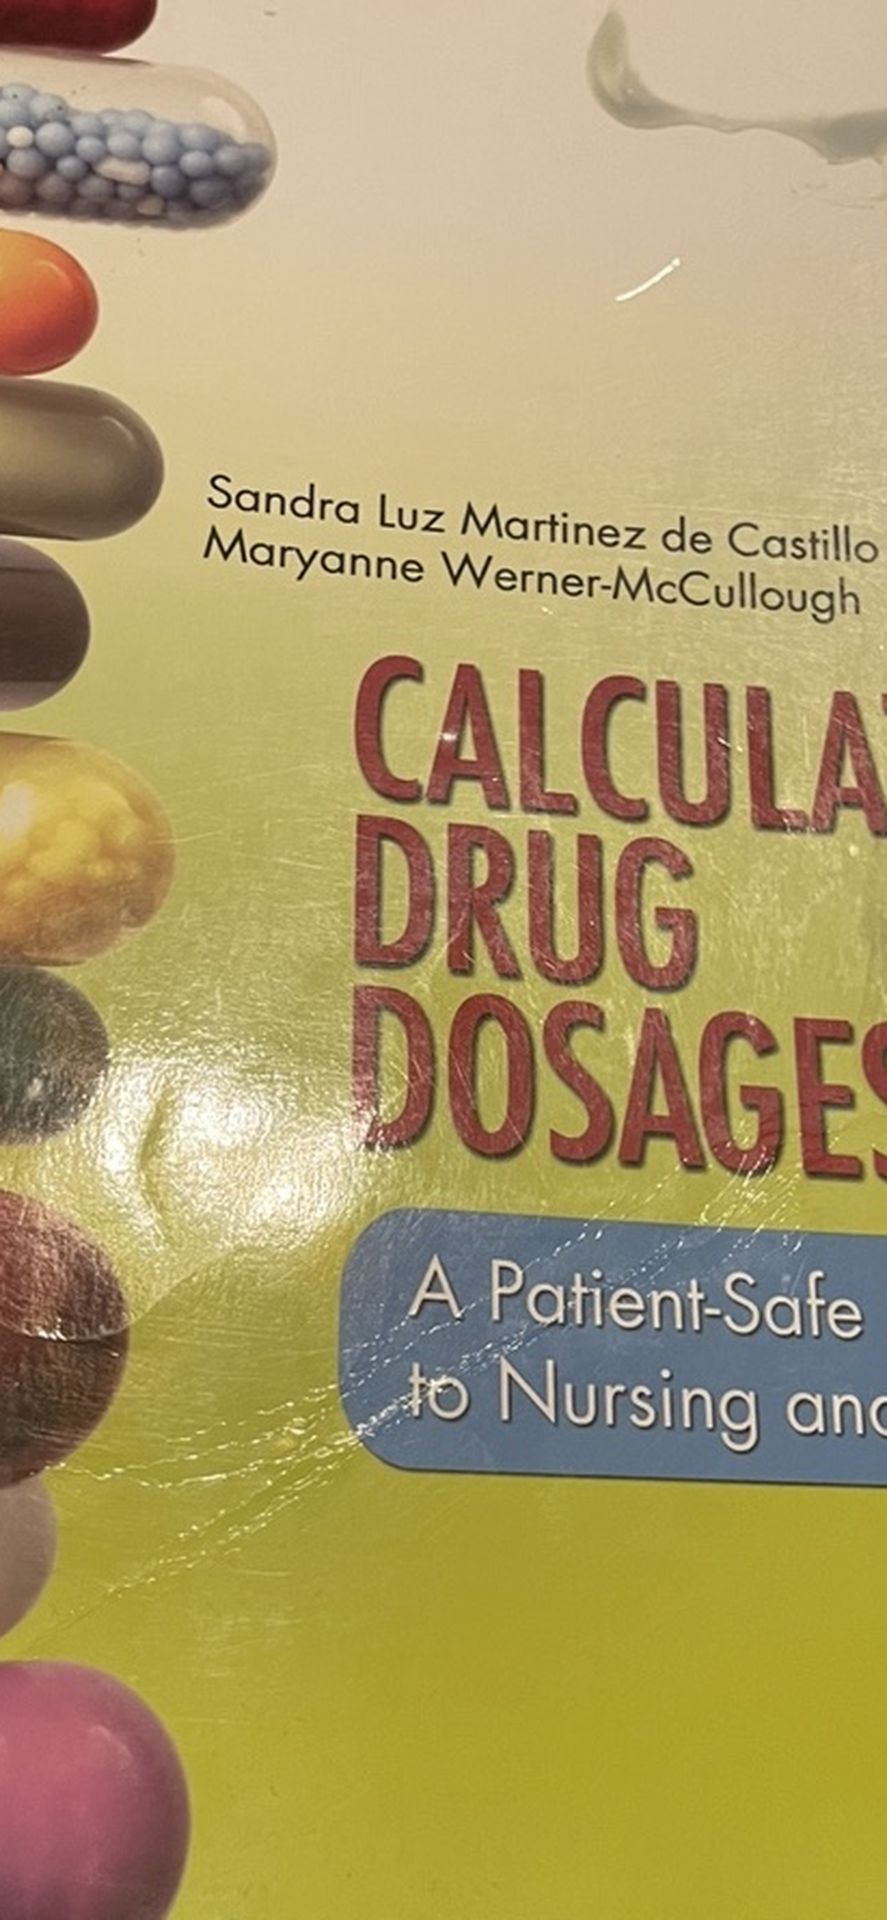 Sandra Luz Martinez de Castillo
Maryanne Werner-McCullough
CALCULA
DRUG
DOSAGES
A Patient-Safe
to Nursing and